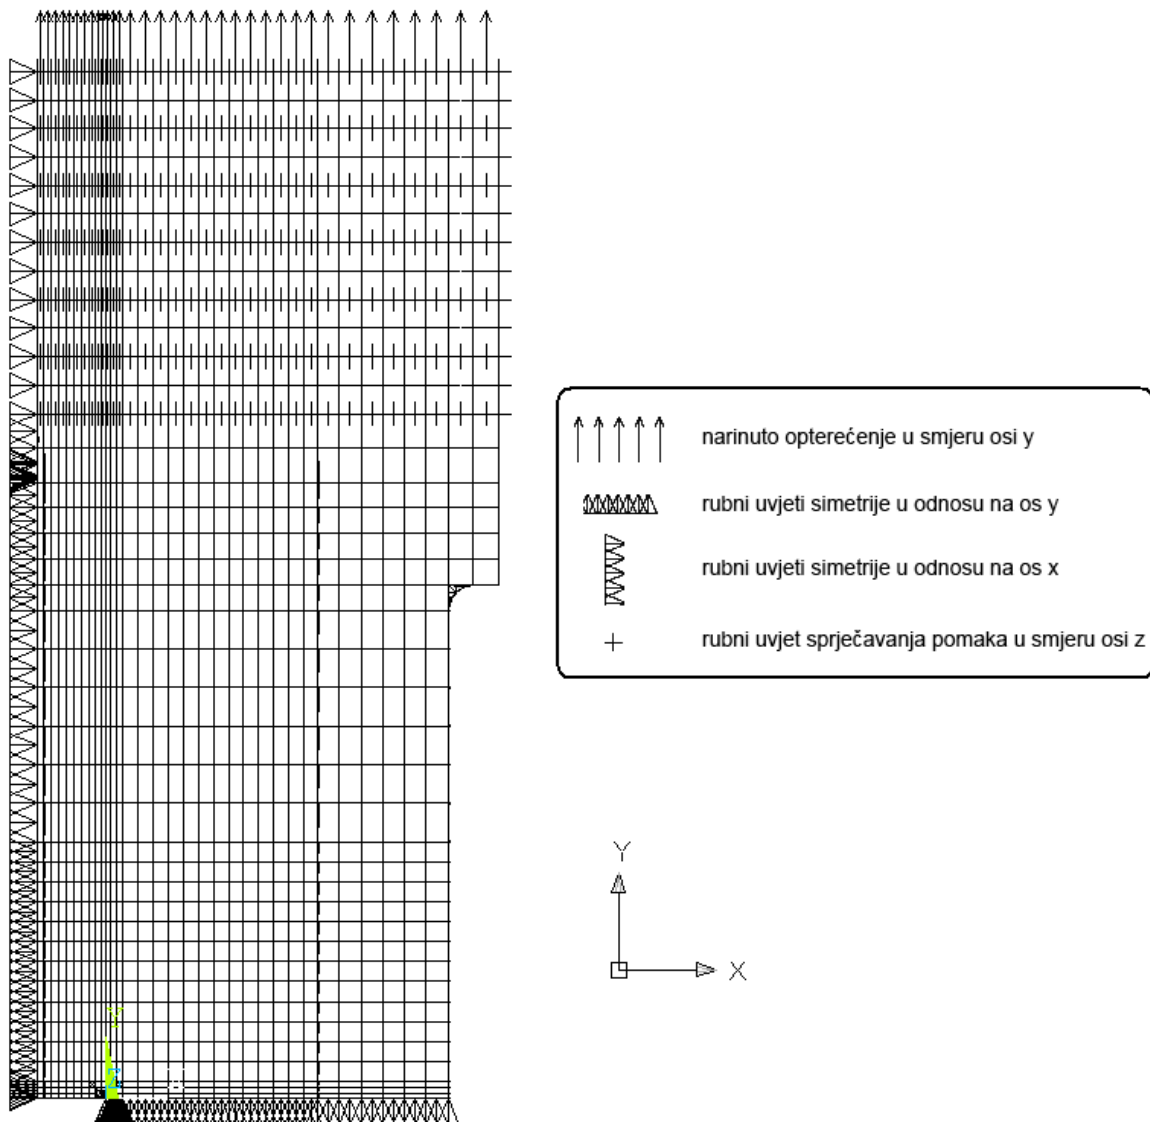 narinuto opterećenje u smjeru osi y
rubni uvjeti simetrije u odnosu na os y
rubni uvjeti simetrije u odnosu na os x
rubni uvjet sprječavanja pomaka u smjeru osi z
Y
X
Y